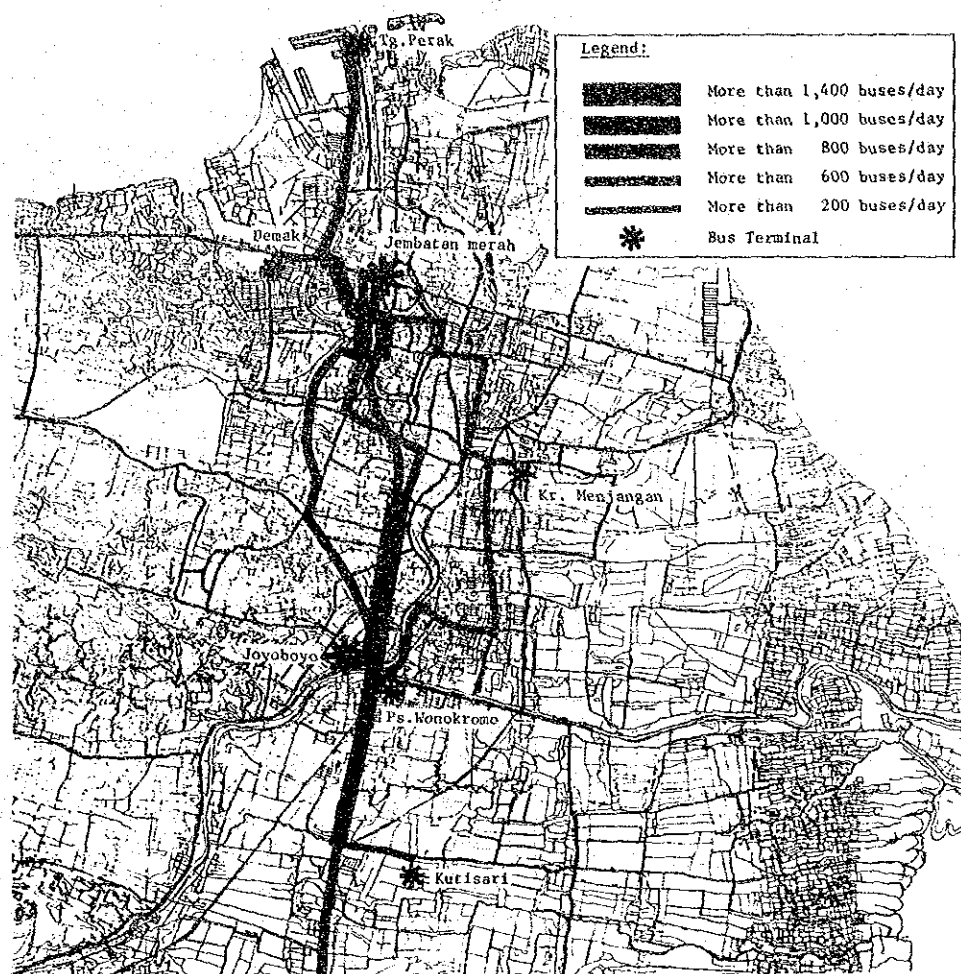 Tg.Perak
Legend:
More than 1,400 buses/day
More than 1,000 buses/day
More than 800 buses/day
More than 600 buses/day
More than 200 buses/day
Bus Terminal
Demak
Jembatan merah
Kr. Menjangan
Joyoboyo
Ps.Wonokromo
Kutisari